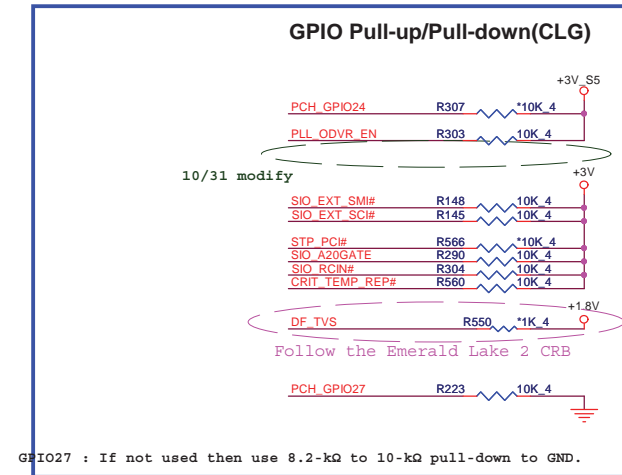 GPIO Pull-up/Pull-down(CLG)
+3V_S5
PCH_GPIO24 R307 *10K_4
PLL_ODVR_EN R303 10K_4
10/31 modify
+3V
SIO_EXT_SMI# R148 10K_4
SIO_EXT_SCI# R145 10K_4
STP_PCI# R566 *10K_4
SIO_A20GATE R290 10K_4
SIO_RCIN# R304 10K_4
CRIT_TEMP_REP# R560 10K_4
+1.8V
DF_TVS R550 *1K_4
Follow the Emerald Lake 2 CRB
PCH_GPIO27 R223 10K_4
GPIO27 : If not used then use 8.2-kΩ to 10-kΩ pull-down to GND.